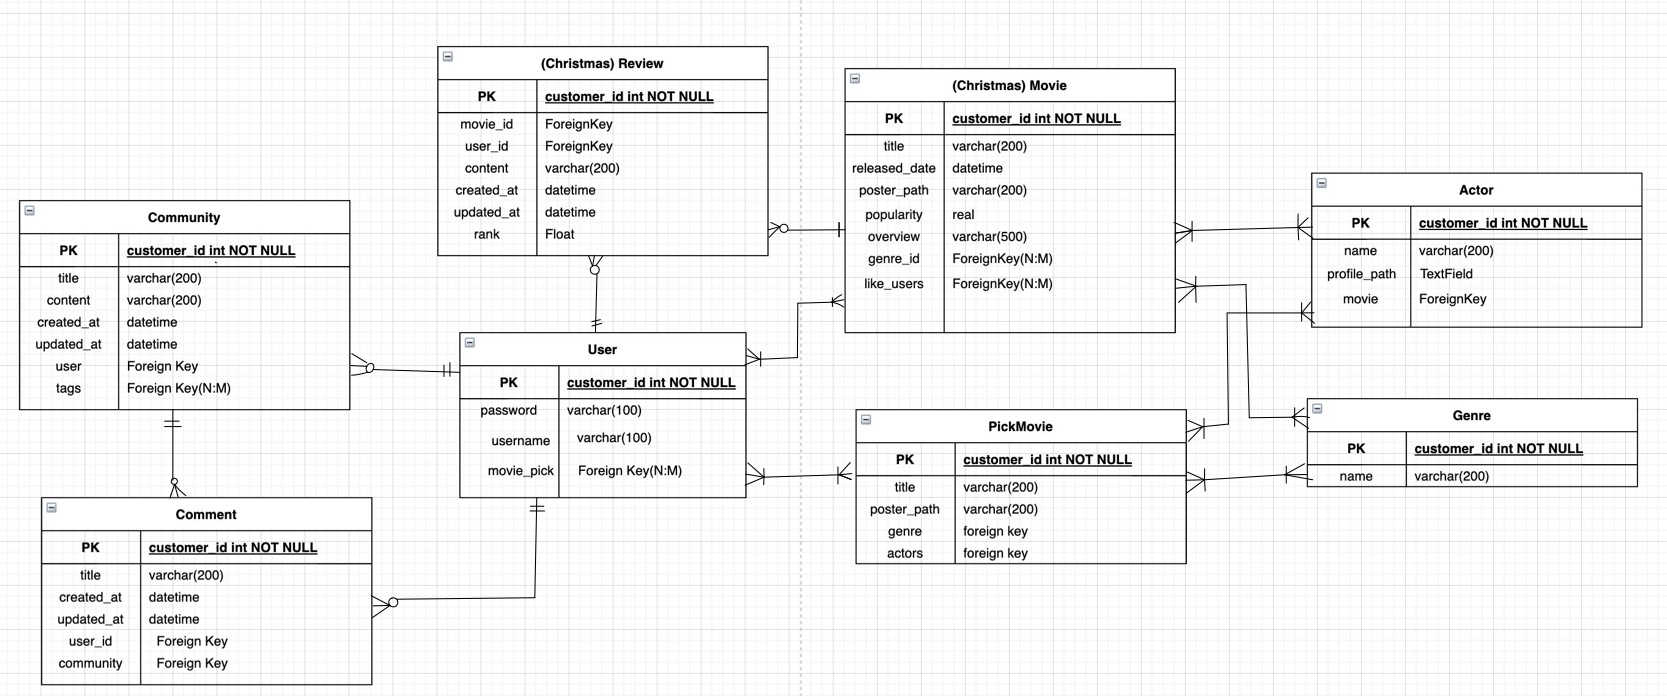 (Christmas) Review
PK customer_id int NOT NULL
movie_id ForeignKey
user_id ForeignKey
content varchar(200)
created_at datetime
updated_at datetime
rank Float
(Christmas) Movie
PK customer_id int NOT NULL
title varchar(200)
released_date datetime
poster_path varchar(200)
popularity real
overview varchar(500)
genre_id ForeignKey(N:M)
like_users ForeignKey(N:M)
Actor
PK customer_id int NOT NULL
name varchar(200)
profile_path TextField
movie ForeignKey
Community
PK customer_id int NOT NULL
title varchar(200)
content varchar(200)
created_at datetime
updated_at datetime
user Foreign Key
tags Foreign Key(N:M)
User
PK customer_id int NOT NULL
password varchar(100)
username varchar(100)
movie_pick Foreign Key(N:M)
PickMovie
PK customer_id int NOT NULL
title varchar(200)
poster_path varchar(200)
genre foreign key
actors foreign key
Genre
PK customer_id int NOT NULL
name varchar(200)
Comment
PK customer_id int NOT NULL
title varchar(200)
created_at datetime
updated_at datetime
user_id Foreign Key
community Foreign Key